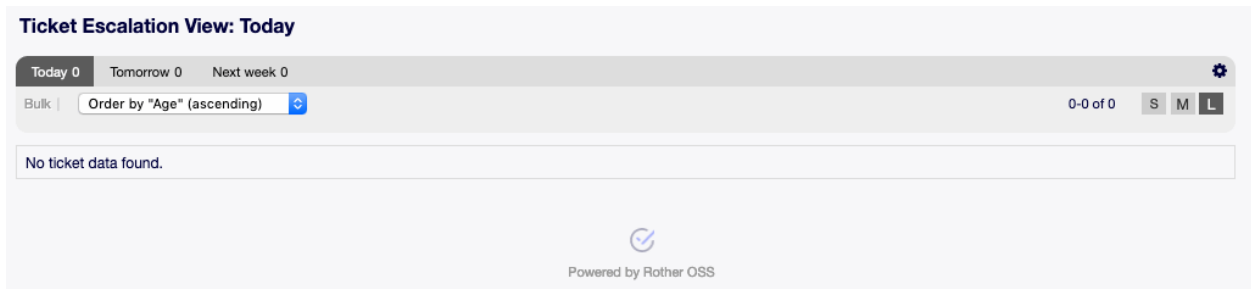 Ticket Escalation View: Today
Today 0 Tomorrow 0 Next week 0
Bulk | Order by "Age" (ascending) 0-0 of 0 S M L
No ticket data found.
Powered by Rother OSS